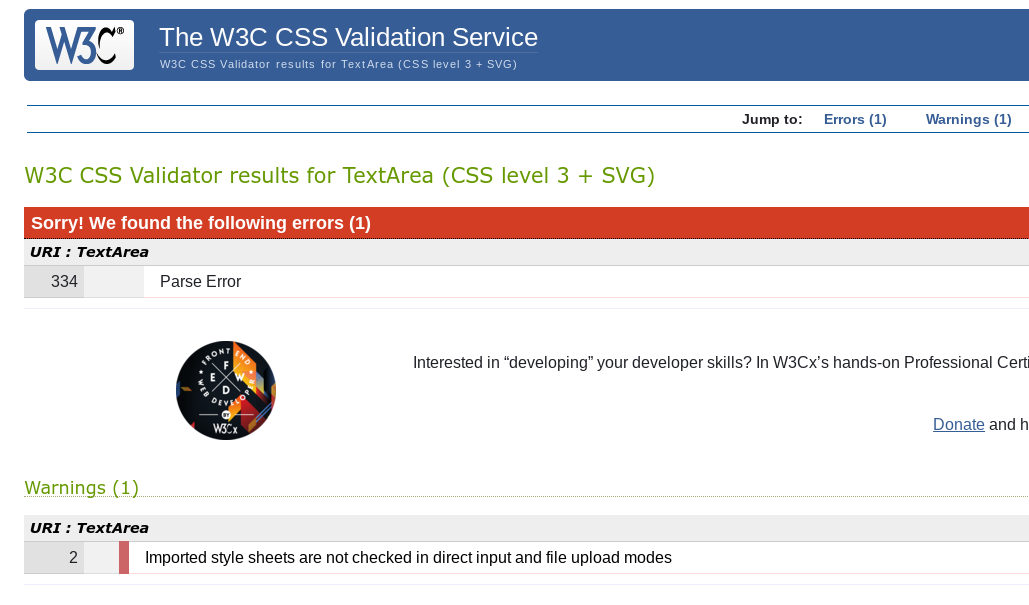 W3C®
The W3C CSS Validation Service
W3C CSS Validator results for TextArea (CSS level 3 + SVG)
Jump to: Errors (1) Warnings (1)
W3C CSS Validator results for TextArea (CSS level 3 + SVG)
Sorry! We found the following errors (1)
URI : TextArea
334 Parse Error
FRONT END
F
E W
D
WEB DEVELOPER
BY
W3Cx
Interested in “developing” your developer skills? In W3Cx’s hands-on Professional Certi
Donate and h
Warnings (1)
URI : TextArea
2 Imported style sheets are not checked in direct input and file upload modes